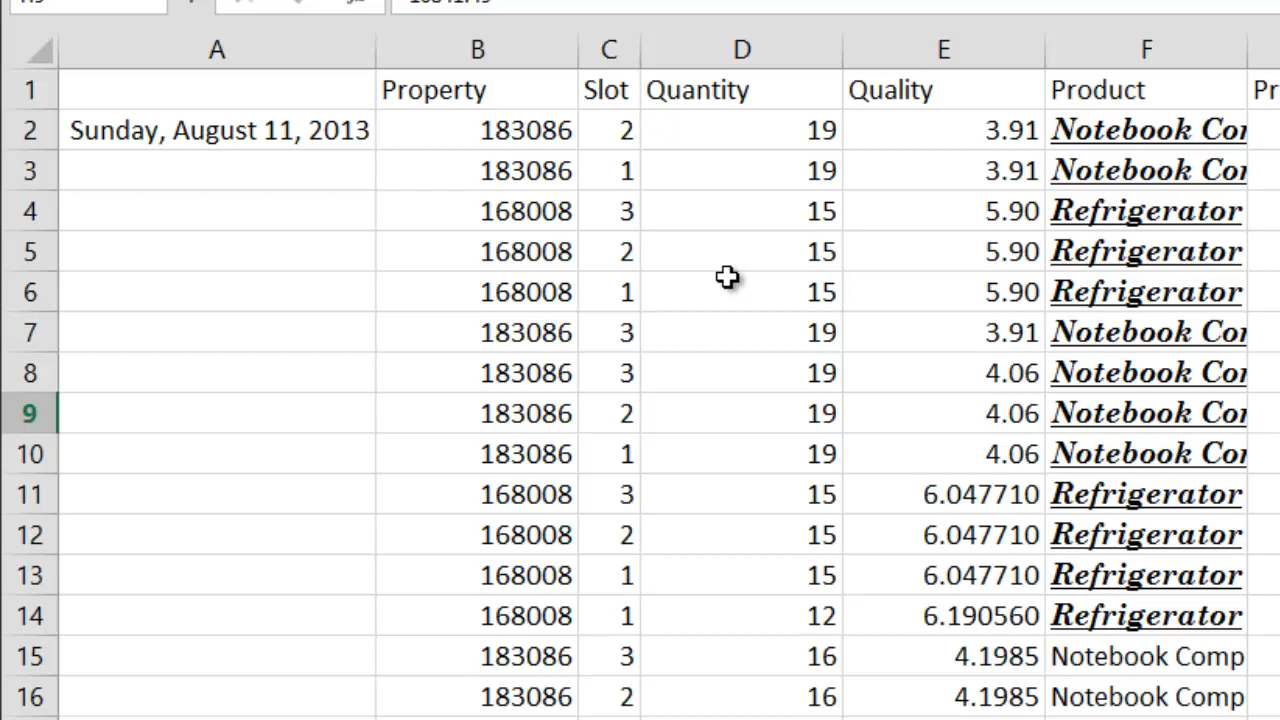 A B C D E F
1 Property Slot Quantity Quality Product Pr
2 Sunday, August 11, 2013 183086 2 19 3.91 Notebook Co
3 183086 1 19 3.91 Notebook Co
4 168008 3 15 5.90 Refrigerator
5 168008 2 15 5.90 Refrigerator
6 168008 1 15 5.90 Refrigerator
7 183086 3 19 3.91 Notebook Co
8 183086 3 19 4.06 Notebook Co
9 183086 2 19 4.06 Notebook Co
10 183086 1 19 4.06 Notebook Co
11 168008 3 15 6.047710 Refrigerator
12 168008 2 15 6.047710 Refrigerator
13 168008 1 15 6.047710 Refrigerator
14 168008 1 12 6.190560 Refrigerator
15 183086 3 16 4.1985 Notebook Comp
16 183086 2 16 4.1985 Notebook Comp